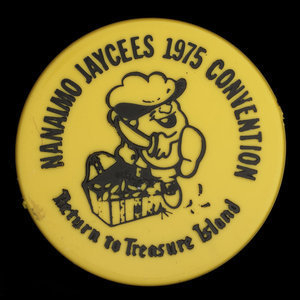 NANAIMO JAYCEES 1975 CONVENTION
Return to Treasure Island